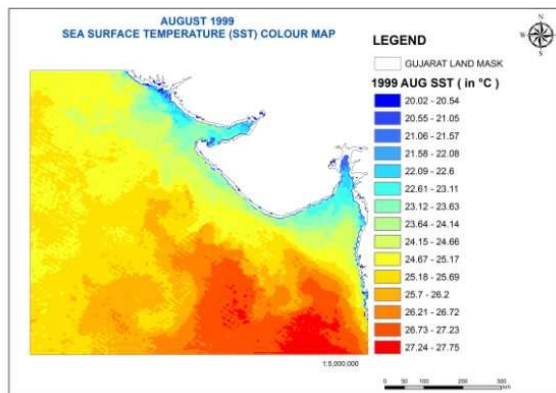 AUGUST 1999
SEA SURFACE TEMPERATURE (SST) COLOUR MAP
N
W
E
S
LEGEND
GUJARAT LAND MASK
1999 AUG SST ( in °C )
20.02 - 20.54
20.55 - 21.05
21.06 - 21.57
21.58 - 22.08
22.09 - 22.6
22.61 - 23.11
23.12 - 23.63
23.64 - 24.14
24.15 - 24.66
24.67 - 25.17
25.18 - 25.69
25.7 - 26.2
26.21 - 26.72
26.73 - 27.23
27.24 - 27.75
1:5,000,000
0 50 100 200 300